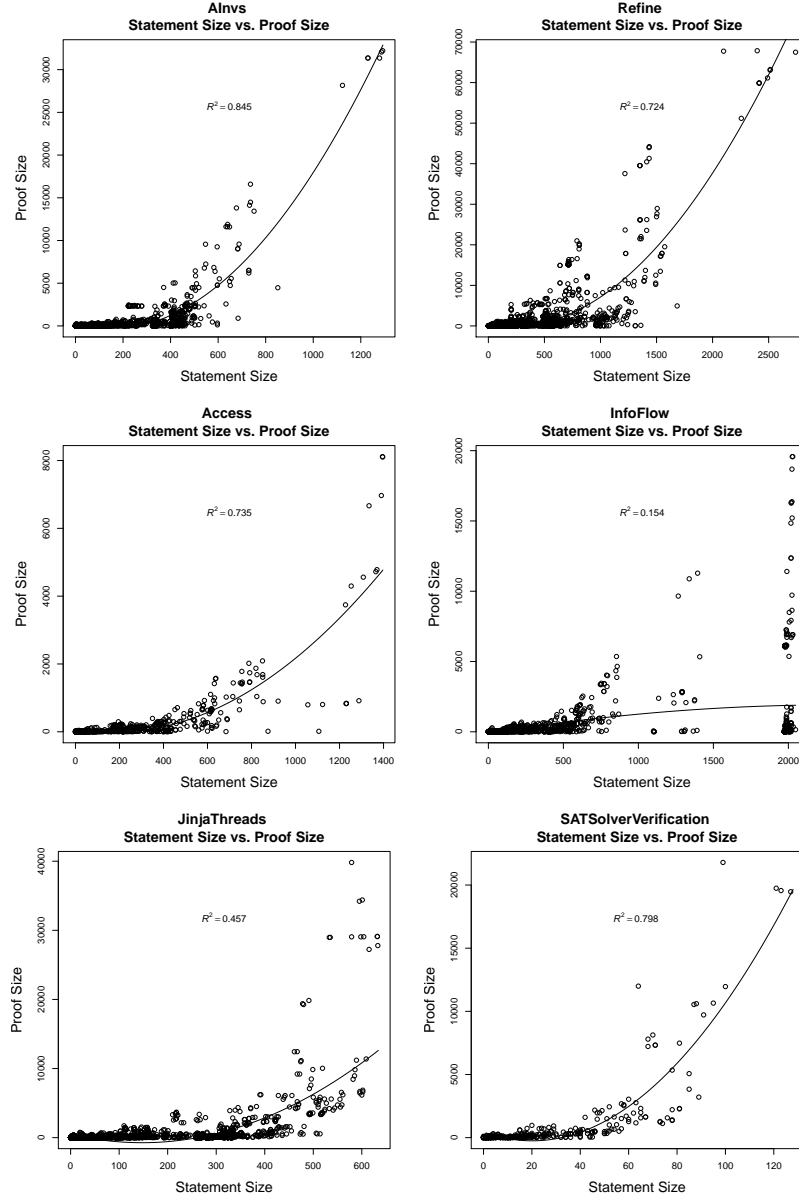 AInvs
Statement Size vs. Proof Size
R² = 0.845
Proof Size
0 5000 10000 15000 20000 25000 30000
0 200 400 600 800 1000 1200
Statement Size
Refine
Statement Size vs. Proof Size
R² = 0.724
Proof Size
0 10000 20000 30000 40000 50000 60000 70000
0 500 1000 1500 2000 2500
Statement Size
Access
Statement Size vs. Proof Size
R² = 0.735
Proof Size
0 2000 4000 6000 8000
0 200 400 600 800 1000 1200 1400
Statement Size
InfoFlow
Statement Size vs. Proof Size
R² = 0.154
Proof Size
0 5000 10000 15000 20000
0 500 1000 1500 2000
Statement Size
JinjaThreads
Statement Size vs. Proof Size
R² = 0.457
Proof Size
0 10000 20000 30000 40000
0 100 200 300 400 500 600
Statement Size
SATSolverVerification
Statement Size vs. Proof Size
R² = 0.798
Proof Size
0 5000 10000 15000 20000
0 20 40 60 80 100 120
Statement Size